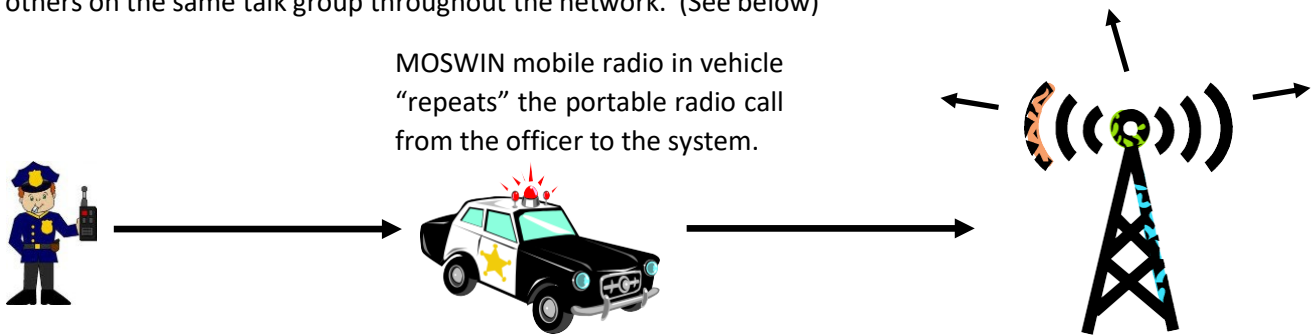 others on the same talk group throughout the network. (See below)
MOSWIN mobile radio in vehicle
“repeats” the portable radio call
from the officer to the system.